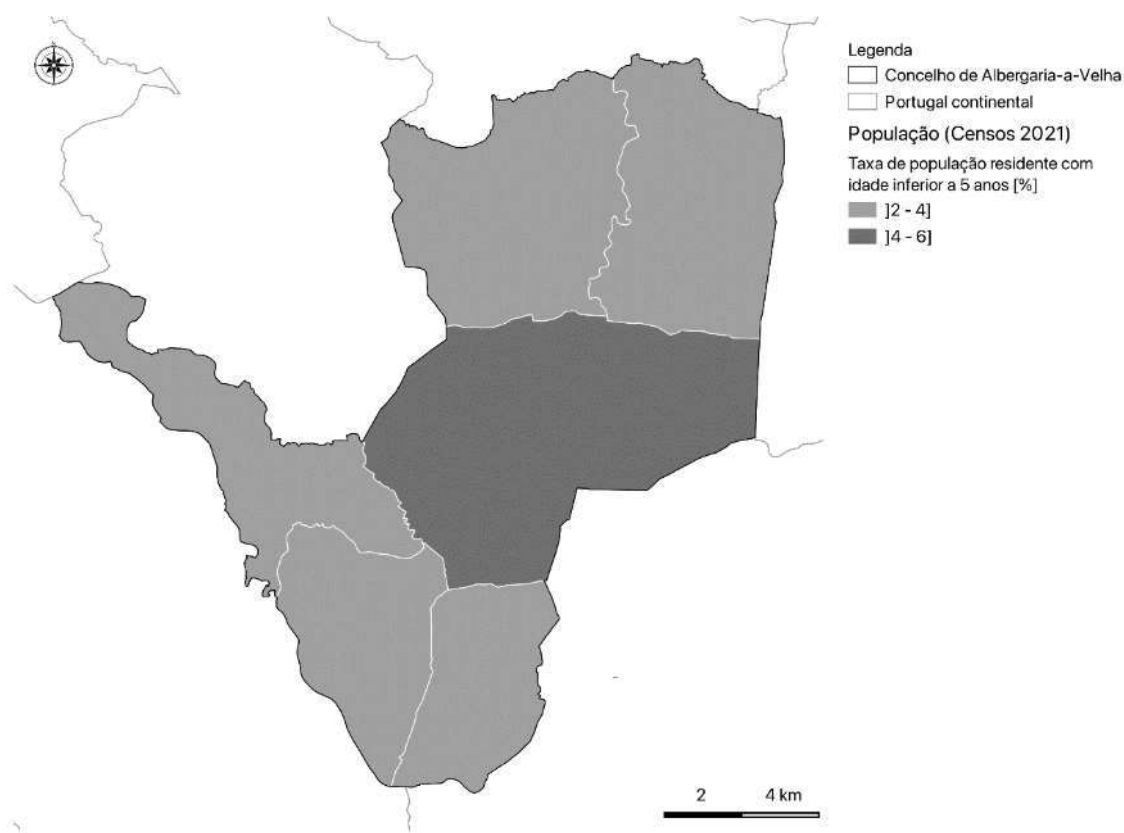 Legenda
Concelho de Albergaria-a-Velha
Portugal continental
População (Censos 2021)
Taxa de população residente com
idade inferior a 5 anos [%]
]2 - 4]
]4 - 6]
2 4 km